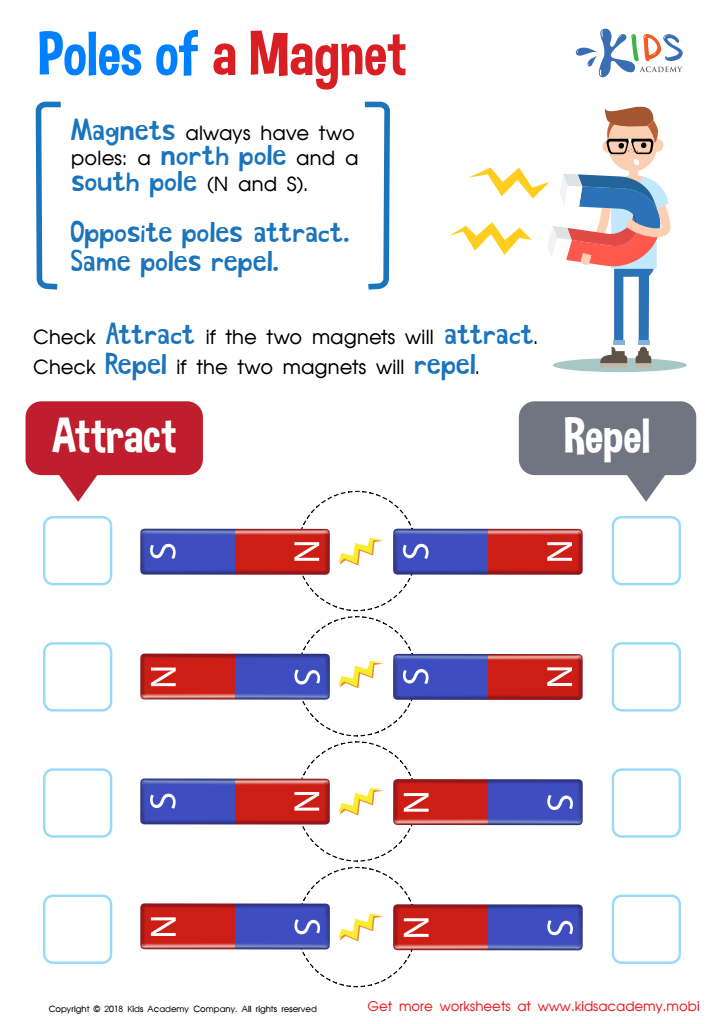 Poles of a Magnet
KIDS
ACADEMY
Magnets always have two
poles: a north pole and a
south pole (N and S).
Opposite poles attract.
Same poles repel.
Check Attract if the two magnets will attract.
Check Repel if the two magnets will repel.
Attract
Repel
S N S N
N S S N
S N N S
N S N S
Copyright © 2018 Kids Academy Company. All rights reserved
Get more worksheets at www.kidsacademy.mobi